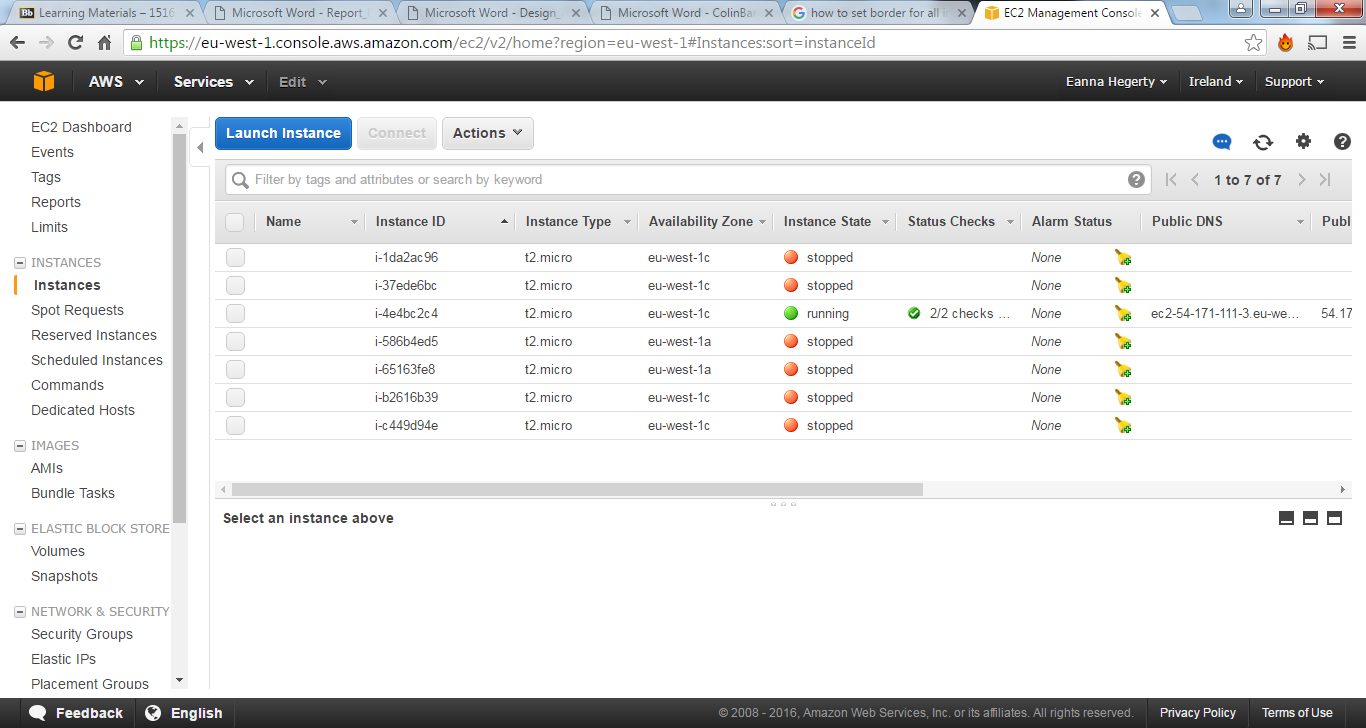 Bb Learning Materials – 1516
Microsoft Word - Report_
Microsoft Word - Design_
Microsoft Word - ColinBa
how to set border for all i
EC2 Management Console
https://eu-west-1.console.aws.amazon.com/ec2/v2/home?region=eu-west-1#Instances:sort=instanceId
AWS Services Edit Eanna Hegerty Ireland Support
EC2 Dashboard
Events
Tags
Reports
Limits
INSTANCES
Instances
Spot Requests
Reserved Instances
Scheduled Instances
Commands
Dedicated Hosts
IMAGES
AMIs
Bundle Tasks
ELASTIC BLOCK STORE
Volumes
Snapshots
NETWORK & SECURITY
Security Groups
Elastic IPs
Placement Groups
Launch Instance Connect Actions
Filter by tags and attributes or search by keyword
1 to 7 of 7
Name Instance ID Instance Type Availability Zone Instance State Status Checks Alarm Status Public DNS Publ
i-1da2ac96 t2.micro eu-west-1c stopped None
i-37ede6bc t2.micro eu-west-1c stopped None
i-4e4bc2c4 t2.micro eu-west-1c running 2/2 checks ... None ec2-54-171-111-3.eu-we... 54.17
i-586b4ed5 t2.micro eu-west-1a stopped None
i-65163fe8 t2.micro eu-west-1a stopped None
i-b2616b39 t2.micro eu-west-1c stopped None
i-c449d94e t2.micro eu-west-1c stopped None
Select an instance above
Feedback English © 2008 - 2016, Amazon Web Services, Inc. or its affiliates. All rights reserved. Privacy Policy Terms of Use